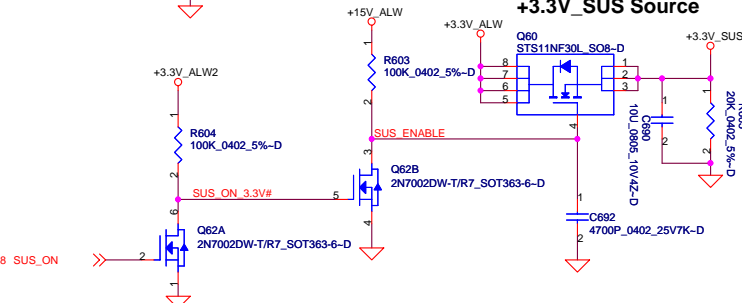 +3.3V_SUS Source
+15V_ALW
+3.3V_ALW
+3.3V_SUS
Q60
STS11NF30L_SO8~D
1
R603
100K_0402_5%~D
2
8
7
6
5
1
2
3
4
+3.3V_ALW2
1
R604
100K_0402_5%~D
2
1
C690
10U_0805_10V4Z~D
2
1
20K_0402_5%~D
2
SUS_ENABLE
3
Q62B
2N7002DW-T/R7_SOT363-6~D
5
4
SUS_ON_3.3V#
6
Q62A
2N7002DW-T/R7_SOT363-6~D
2
1
8 SUS_ON
1
C692
4700P_0402_25V7K~D
2